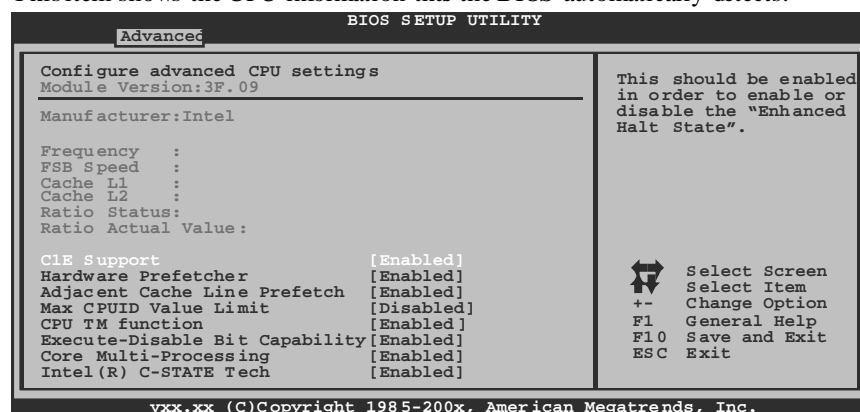 This item shows the CPU information that the BIOS automatically detects.
BIOS SETUP UTILITY
Advanced
Configure advanced CPU settings
Module Version:3F.09
Manufacturer:Intel
Frequency :
FSB Speed :
Cache L1 :
Cache L2 :
Ratio Status:
Ratio Actual Value:
C1E Support [Enabled]
Hardware Prefetcher [Enabled]
Adjacent Cache Line Prefetch [Enabled]
Max CPUID Value Limit [Disabled]
CPU TM function [Enabled]
Execute-Disable Bit Capability[Enabled]
Core Multi-Processing [Enabled]
Intel(R) C-STATE Tech [Enabled]
This should be enabled
in order to enable or
disable the “Enhanced
Halt State”.
Select Screen
Select Item
+- Change Option
F1 General Help
F10 Save and Exit
ESC Exit
vxx.xx (C)Copyright 1985-200x, American Megatrends, Inc.